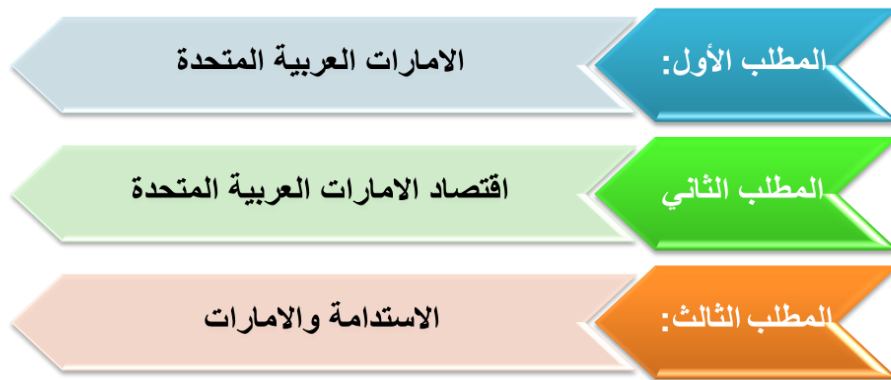 المطلب الأول:
الامارات العربية المتحدة
المطلب الثاني
اقتصاد الامارات العربية المتحدة
المطلب الثالث:
الاستدامة والامارات